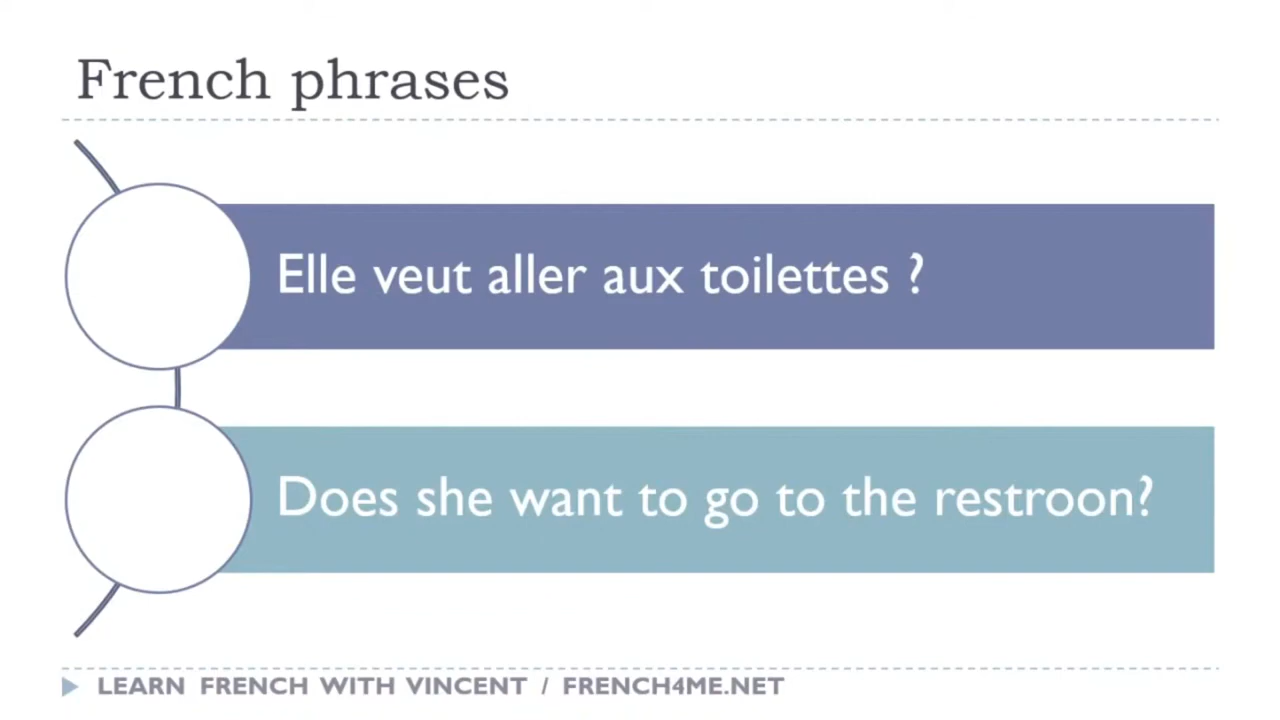 French phrases
Elle veut aller aux toilettes ?
Does she want to go to the restroon?
LEARN FRENCH WITH VINCENT / FRENCH4ME.NET